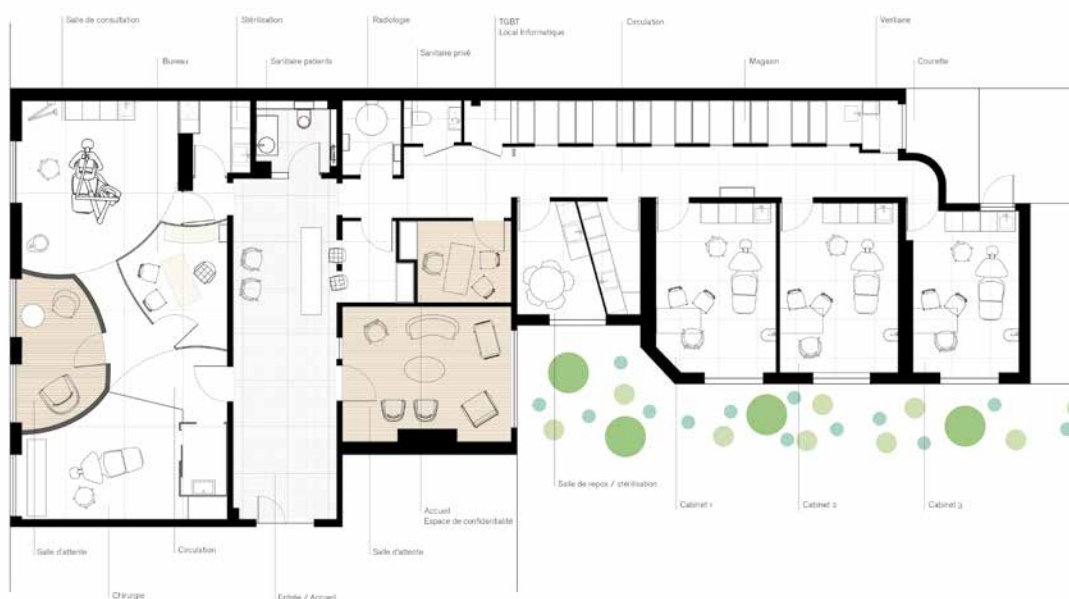 Salle de consultation
Stérilisation
Radiologie
TGBT
Local Informatique
Circulation
Vestiaire
Bureau
Sanitaire patients
Sanitaire privé
Magasin
Courette
Salle de repos / stérilisation
Cabinet 1
Cabinet 2
Cabinet 3
Accueil
Espace de confidentialité
Salle d'attente
Circulation
Salle d'attente
Chirurgie
Entrée / Accueil